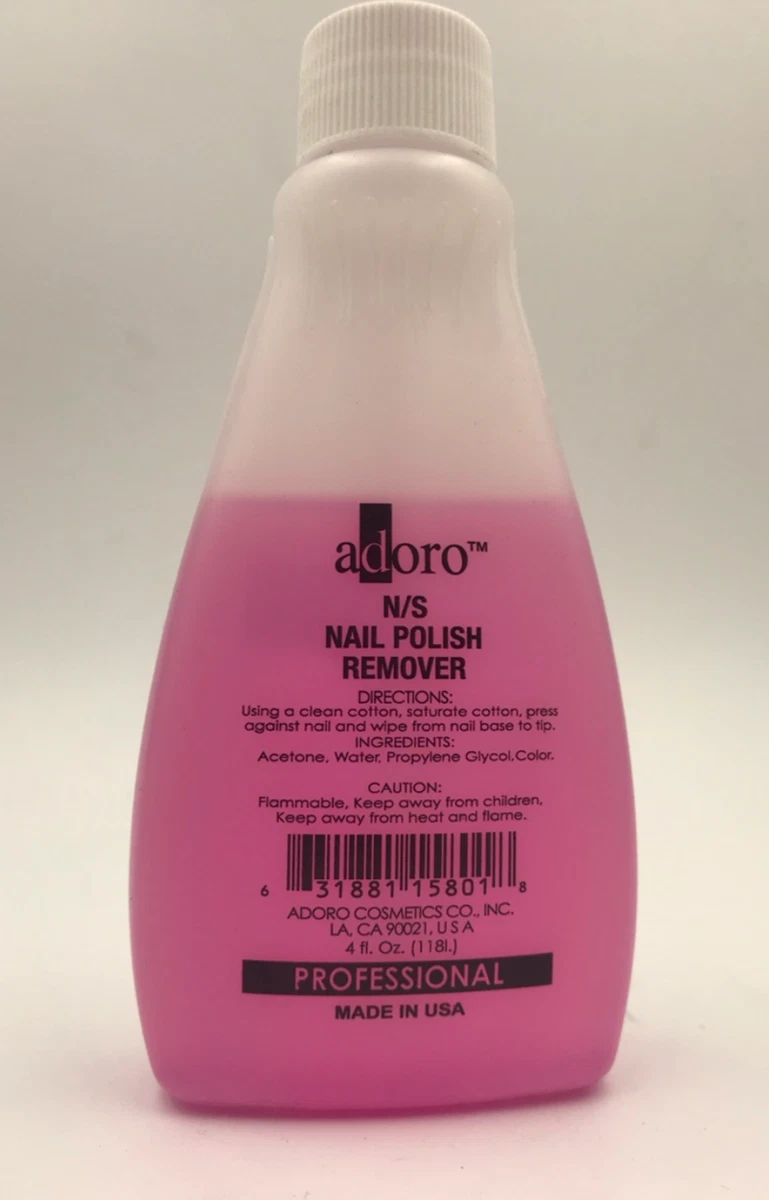 adoro™
N/S
NAIL POLISH
REMOVER
DIRECTIONS:
Using a clean cotton, saturate cotton, press
against nail and wipe from nail base to tip.
INGREDIENTS:
Acetone, Water, Propylene Glycol,Color.
CAUTION:
Flammable, Keep away from children,
Keep away from heat and flame.
6 31881 15801 8
ADORO COSMETICS CO., INC.
LA, CA 90021, U S A
4 fl. Oz. (118l.)
PROFESSIONAL
MADE IN USA